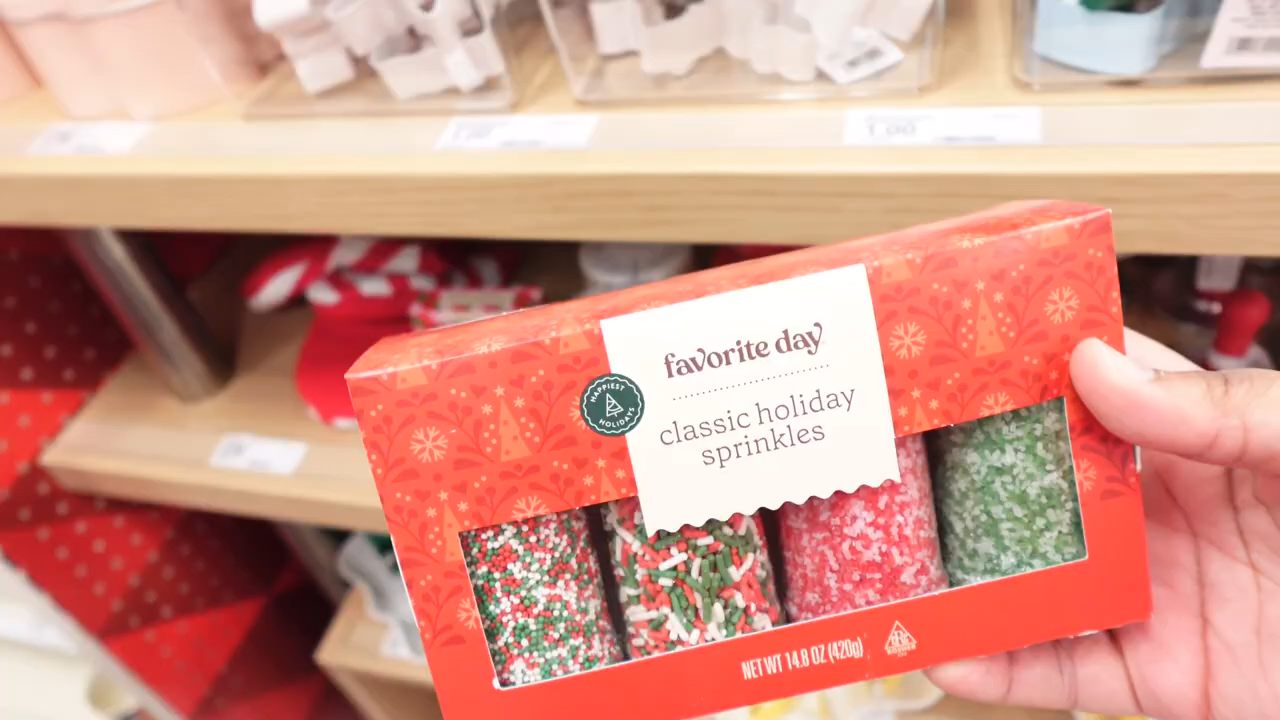 1.00
favorite day
HAPPIEST
HOLIDAYS
classic holiday
sprinkles
NET WT 14.8 OZ (420g)